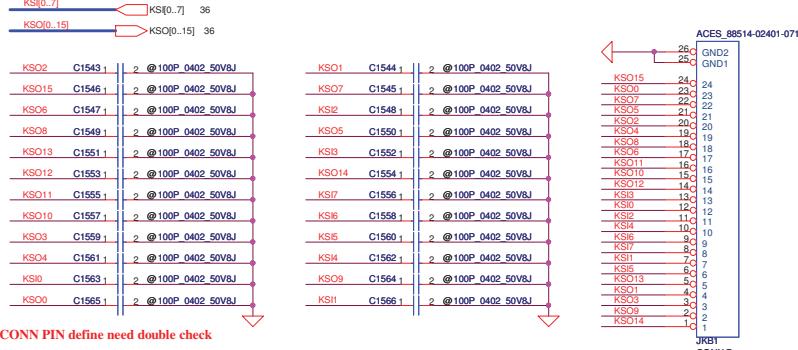 KSI[0..7] KSI[0..7] 36
KSO[0..15] KSO[0..15] 36
KSO2 C1543 1 2 @100P_0402_50V8J
KSO15 C1546 1 2 @100P_0402_50V8J
KSO6 C1547 1 2 @100P_0402_50V8J
KSO8 C1549 1 2 @100P_0402_50V8J
KSO13 C1551 1 2 @100P_0402_50V8J
KSO12 C1553 1 2 @100P_0402_50V8J
KSO11 C1555 1 2 @100P_0402_50V8J
KSO10 C1557 1 2 @100P_0402_50V8J
KSO3 C1559 1 2 @100P_0402_50V8J
KSO4 C1561 1 2 @100P_0402_50V8J
KSI0 C1563 1 2 @100P_0402_50V8J
KSO0 C1565 1 2 @100P_0402_50V8J
CONN PIN define need double check
KSO1 C1544 1 2 @100P_0402_50V8J
KSO7 C1545 1 2 @100P_0402_50V8J
KSI2 C1548 1 2 @100P_0402_50V8J
KSO5 C1550 1 2 @100P_0402_50V8J
KSI3 C1552 1 2 @100P_0402_50V8J
KSO14 C1554 1 2 @100P_0402_50V8J
KSI7 C1556 1 2 @100P_0402_50V8J
KSI6 C1558 1 2 @100P_0402_50V8J
KSI5 C1560 1 2 @100P_0402_50V8J
KSI4 C1562 1 2 @100P_0402_50V8J
KSO9 C1564 1 2 @100P_0402_50V8J
KSI1 C1566 1 2 @100P_0402_50V8J
ACES_88514-02401-071
26 GND2
25 GND1
KSO15 24 24
KSO0 23 23
KSO7 22 22
KSO5 21 21
KSO2 20 20
KSO4 19 19
KSO8 18 18
KSO6 17 17
KSO11 16 16
KSO10 15 15
KSO12 14 14
KSI3 13 13
KSI0 12 12
KSI2 11 11
KSI4 10 10
KSI6 9 9
KSI7 8 8
KSI1 7 7
KSI5 6 6
KSO13 5 5
KSO1 4 4
KSO3 3 3
KSO9 2 2
KSO14 1 1
JKB1